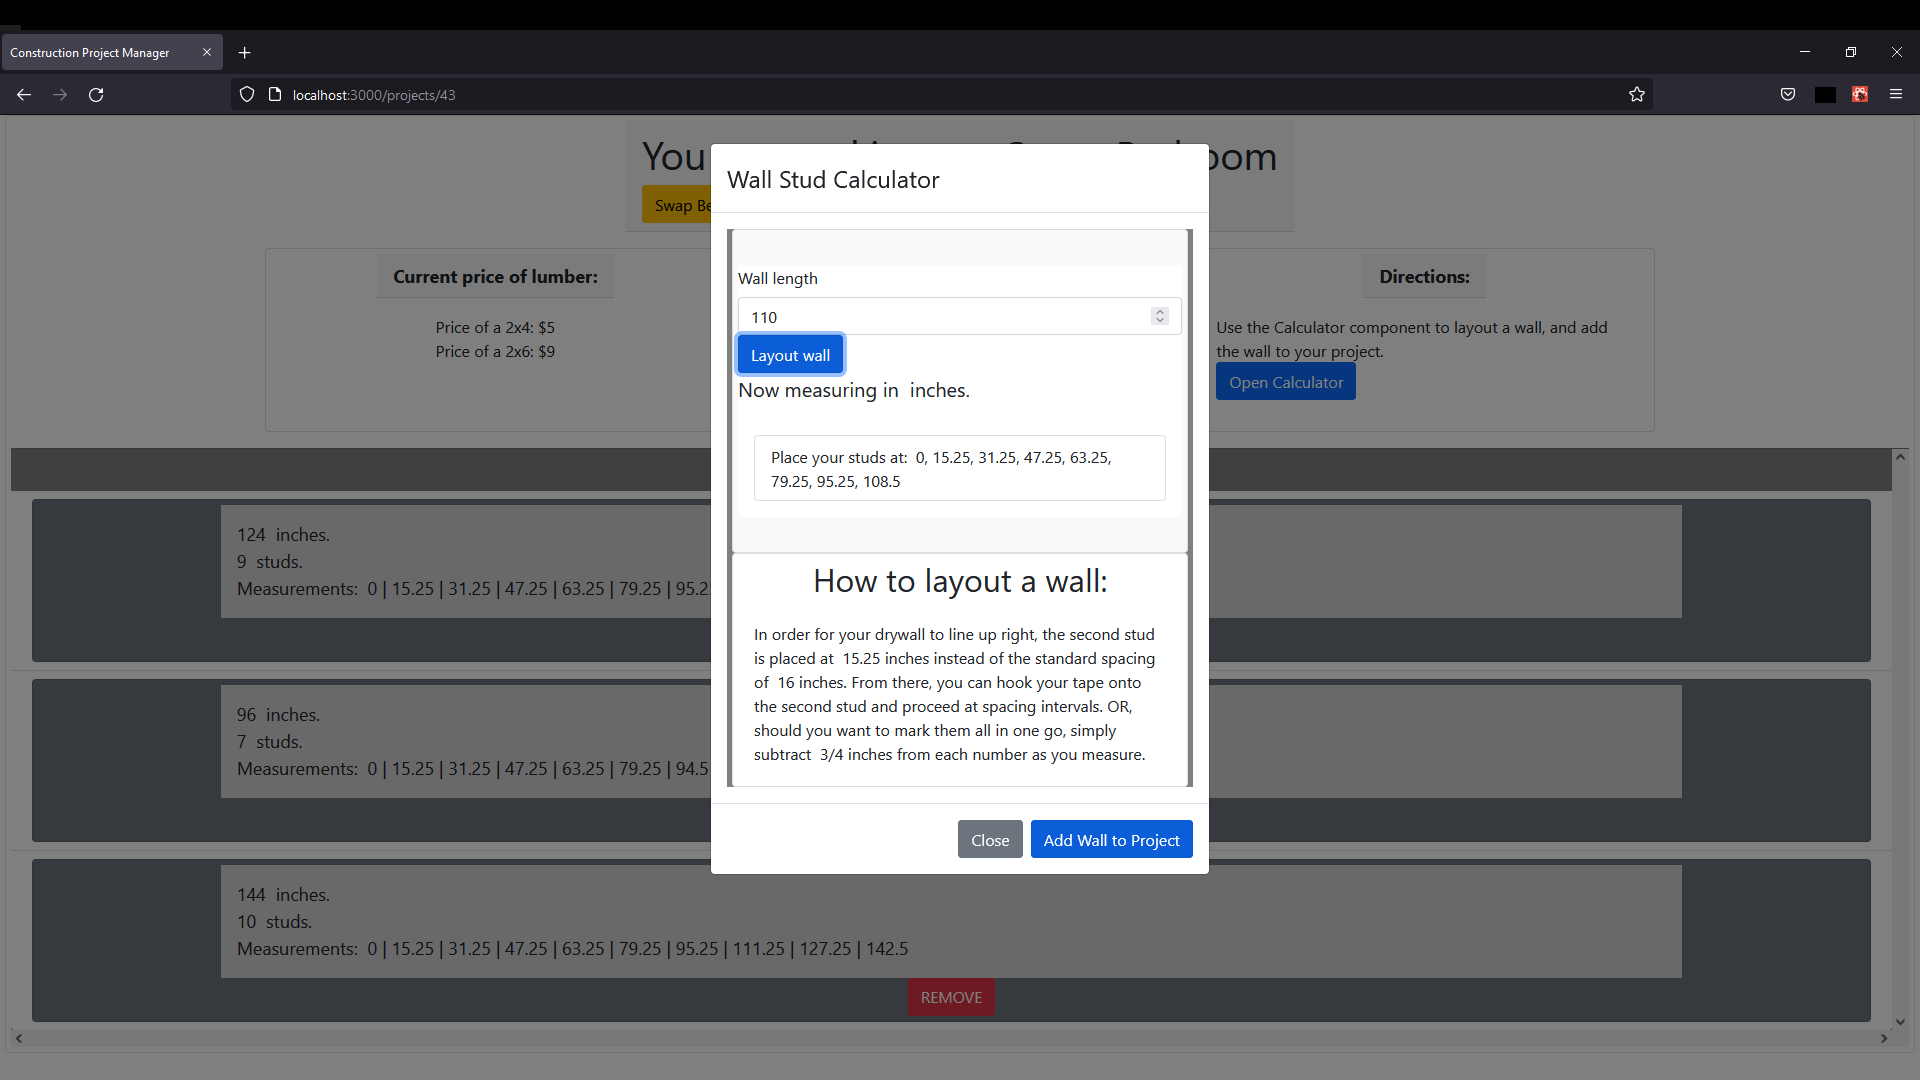 Construction Project Manager
localhost:3000/projects/43
You
oom
Swap Be
Current price of lumber:
Price of a 2x4: $5
Price of a 2x6: $9
Directions:
Use the Calculator component to layout a wall, and add
the wall to your project.
Open Calculator
Wall Stud Calculator
Wall length
110
Layout wall
Now measuring in  inches.
Place your studs at:  0, 15.25, 31.25, 47.25, 63.25,
79.25, 95.25, 108.5
How to layout a wall:
In order for your drywall to line up right, the second stud
is placed at  15.25 inches instead of the standard spacing
of  16 inches. From there, you can hook your tape onto
the second stud and proceed at spacing intervals. OR,
should you want to mark them all in one go, simply
subtract  3/4 inches from each number as you measure.
Close
Add Wall to Project
124  inches.
9  studs.
Measurements:  0 | 15.25 | 31.25 | 47.25 | 63.25 | 79.25 | 95.25
96  inches.
7  studs.
Measurements:  0 | 15.25 | 31.25 | 47.25 | 63.25 | 79.25 | 94.5
144  inches.
10  studs.
Measurements:  0 | 15.25 | 31.25 | 47.25 | 63.25 | 79.25 | 95.25 | 111.25 | 127.25 | 142.5
REMOVE